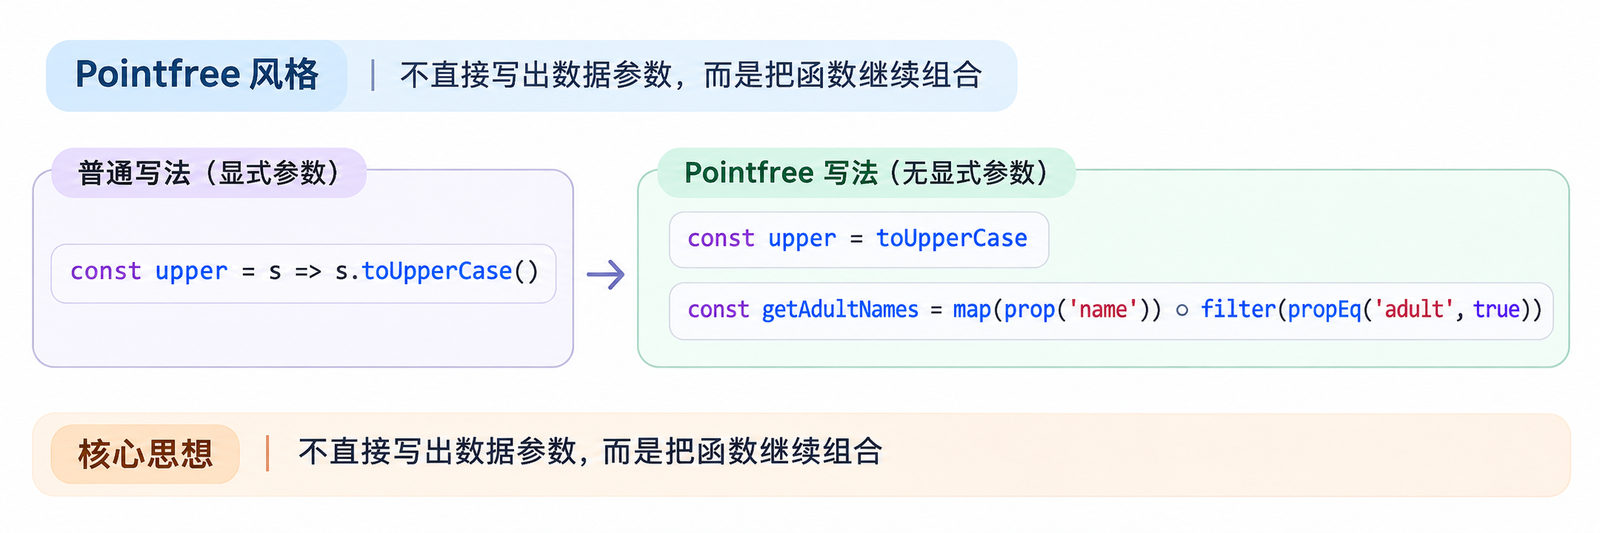 Pointfree 风格 | 不直接写出数据参数，而是把函数继续组合
普通写法（显式参数）
const upper = s => s.toUpperCase()
Pointfree 写法（无显式参数）
const upper = toUpperCase
const getAdultNames = map(prop('name')) ○ filter(propEq('adult', true))
核心思想 | 不直接写出数据参数，而是把函数继续组合